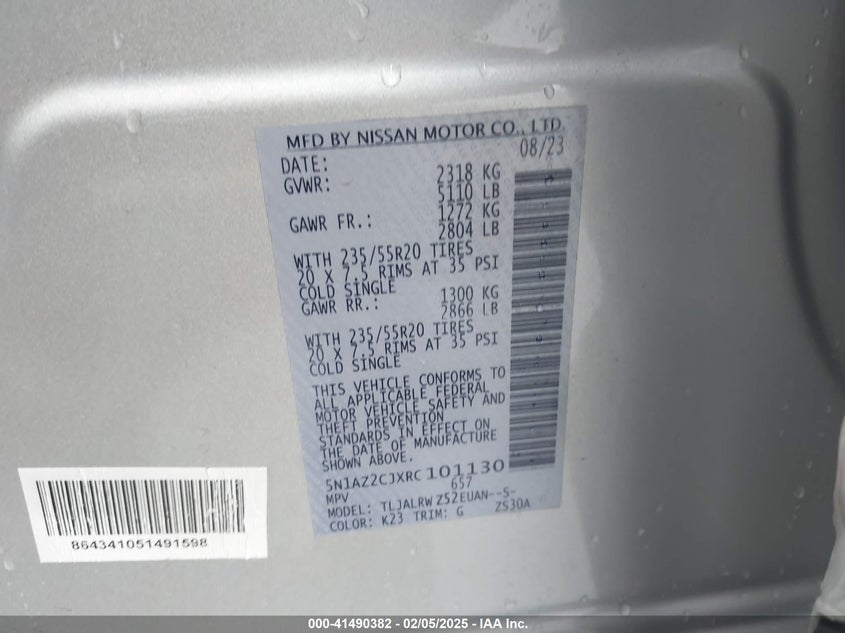 MFD BY NISSAN MOTOR CO., LTD.
DATE: 08/23
GVWR: 2318 KG
5110 LB
GAWR FR.: 1272 KG
2804 LB
WITH 235/55R20 TIRES
20 X 7.5 RIMS AT 35 PSI
COLD SINGLE
GAWR RR.: 1300 KG
2866 LB
WITH 235/55R20 TIRES
20 X 7.5 RIMS AT 35 PSI
COLD SINGLE
THIS VEHICLE CONFORMS TO
ALL APPLICABLE FEDERAL
MOTOR VEHICLE SAFETY AND
THEFT PREVENTION
STANDARDS IN EFFECT ON
THE DATE OF MANUFACTURE
SHOWN ABOVE.
5N1AZ2CJXRC101130
MPV 657
MODEL: TLJALRW Z52EUAN--S-
COLOR: K23 TRIM: G ZS30A
864341051491598
000-41490382 - 02/05/2025 - IAA Inc.